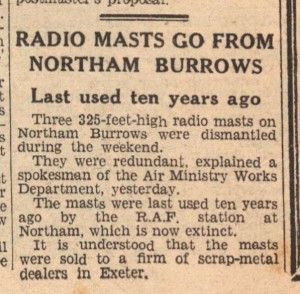 postmaster's proposal.
RADIO MASTS GO FROM
NORTHAM BURROWS
Last used ten years ago
Three 325-feet-high radio masts on
Northam Burrows were dismantled
during the weekend.
They were redundant, explained a
spokesman of the Air Ministry Works
Department, yesterday.
The masts were last used ten years
ago by the R.A.F. station at
Northam, which is now extinct.
It is understood that the masts
were sold to a firm of scrap-metal
dealers in Exeter.